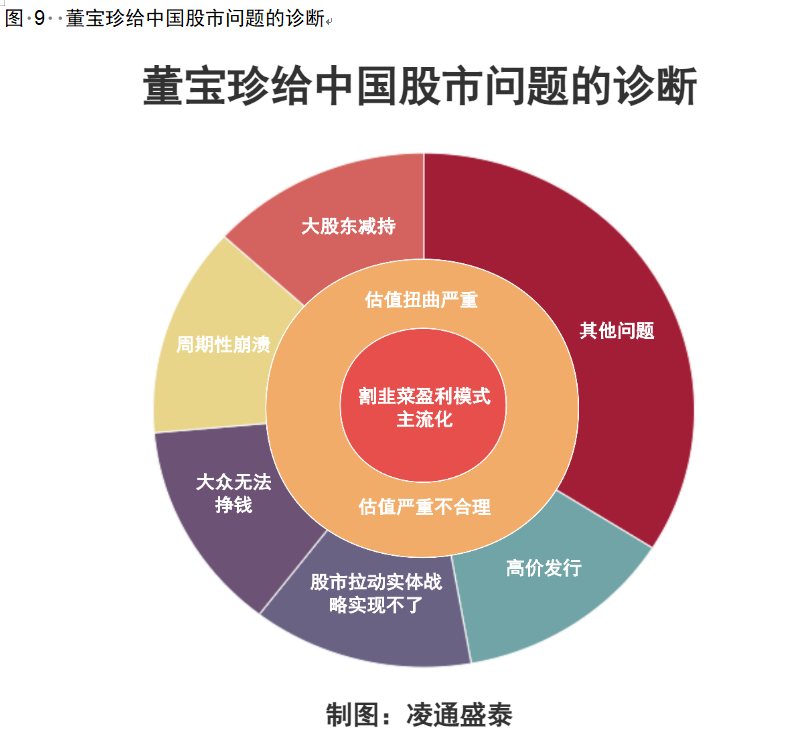 图 9 董宝珍给中国股市问题的诊断
董宝珍给中国股市问题的诊断
大股东减持
估值扭曲严重
其他问题
周期性崩溃
割韭菜盈利模式
主流化
大众无法
挣钱
估值严重不合理
高价发行
股市拉动实体战
略实现不了
制图：凌通盛泰